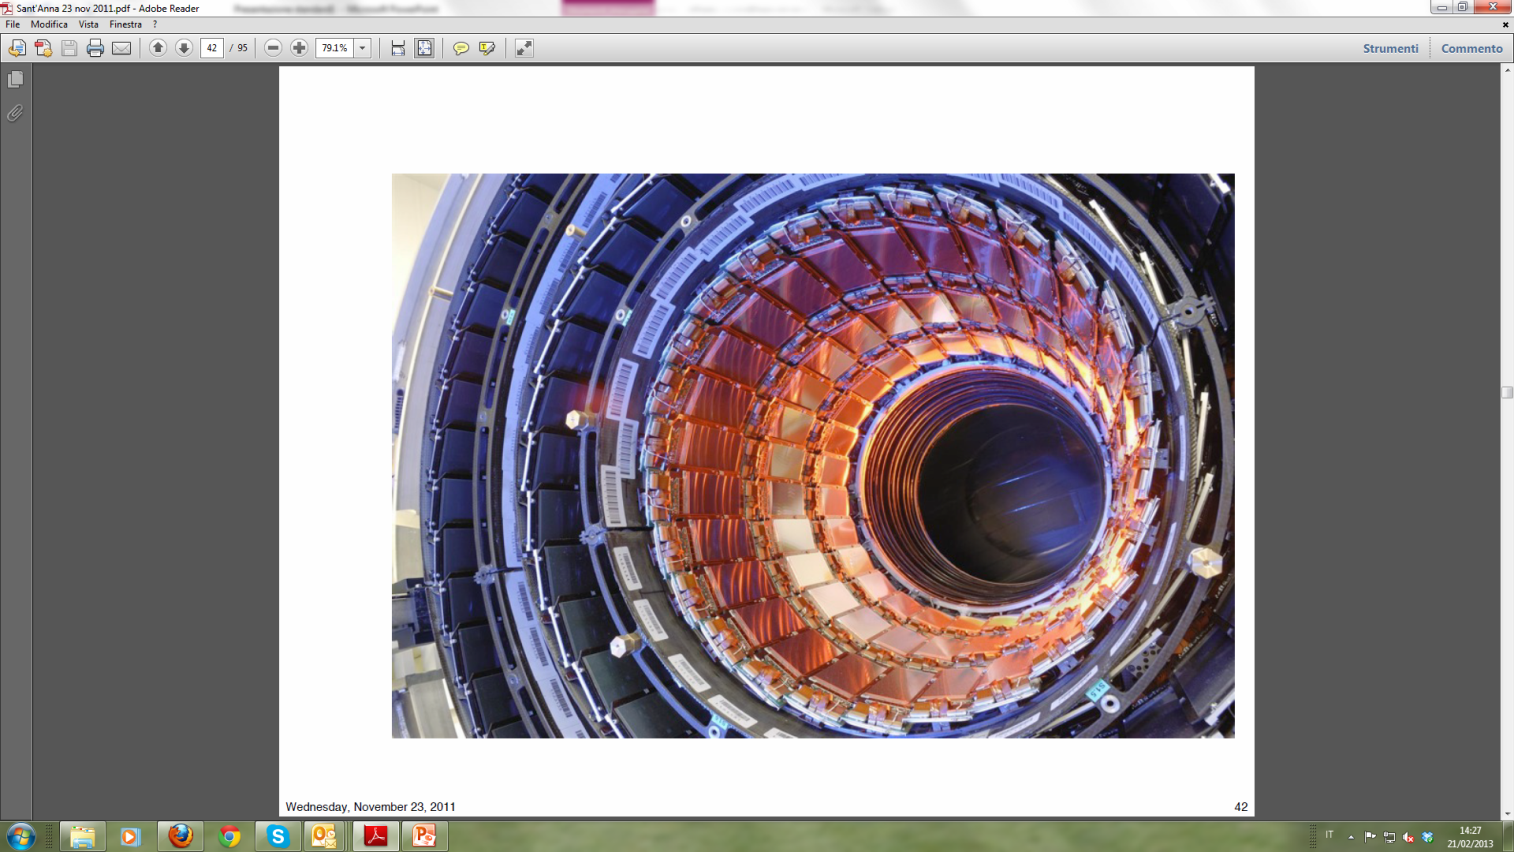 Sant'Anna 23 nov 2011.pdf - Adobe Reader
File Modifica Vista Finestra ?
42 / 95 79.1% Strumenti Commento
Wednesday, November 23, 2011 42
IT 14:27
21/02/2013